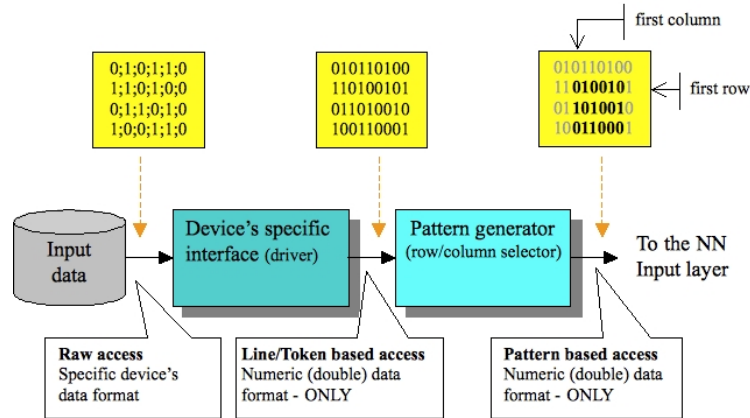 first column
0;1;0;1;1;0
1;1;0;1;0;0
0;1;1;0;1;0
1;0;0;1;1;0
010110100
110100101
011010010
100110001
010110100
110100101
011010010
100110001
first row
Input
data
Device's specific
interface (driver)
Pattern generator
(row/column selector)
To the NN
Input layer
Raw access
Specific device's
data format
Line/Token based access
Numeric (double) data
format - ONLY
Pattern based access
Numeric (double) data
format - ONLY